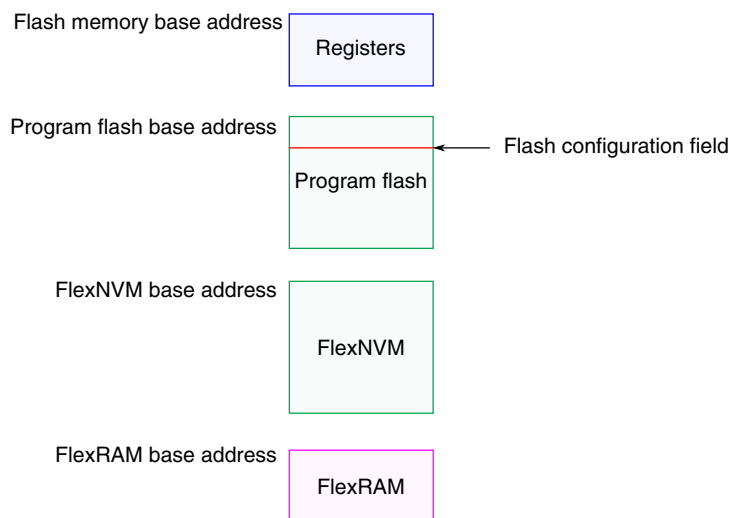 Flash memory base address
Registers
Program flash base address
Flash configuration field
Program flash
FlexNVM base address
FlexNVM
FlexRAM base address
FlexRAM